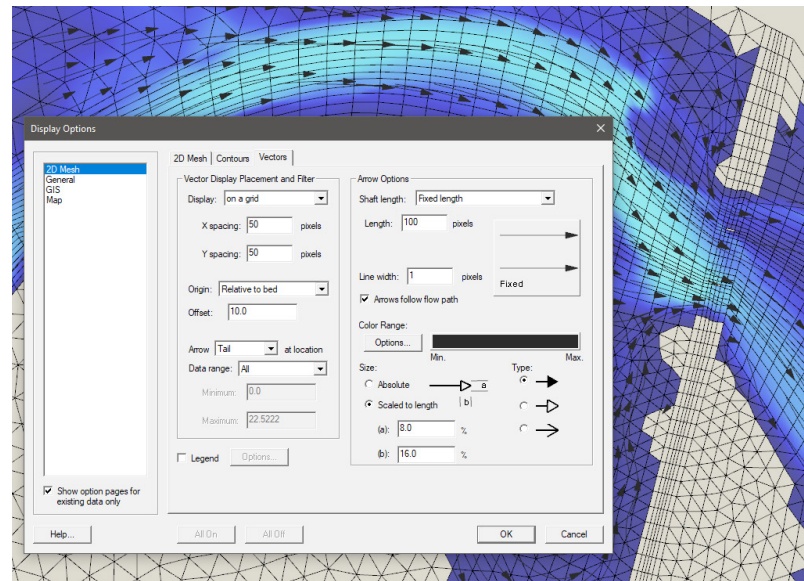 Display Options
2D Mesh
General
GIS
Map
Show option pages for
existing data only
2D Mesh Contours Vectors
Vector Display Placement and Filter
Display: on a grid
X spacing: 50 pixels
Y spacing: 50 pixels
Origin: Relative to bed
Offset: 10.0
Arrow Tail at location
Data range: All
Minimum: 0.0
Maximum: 22.5222
Legend Options...
Arrow Options
Shaft length: Fixed length
Length: 100 pixels
Line width: 1 pixels
Fixed
Arrows follow flow path
Color Range:
Options...
Min. Max.
Size: Type:
Absolute a
Scaled to length b
(a): 8.0 %
(b): 16.0 %
Help... All On All Off OK Cancel